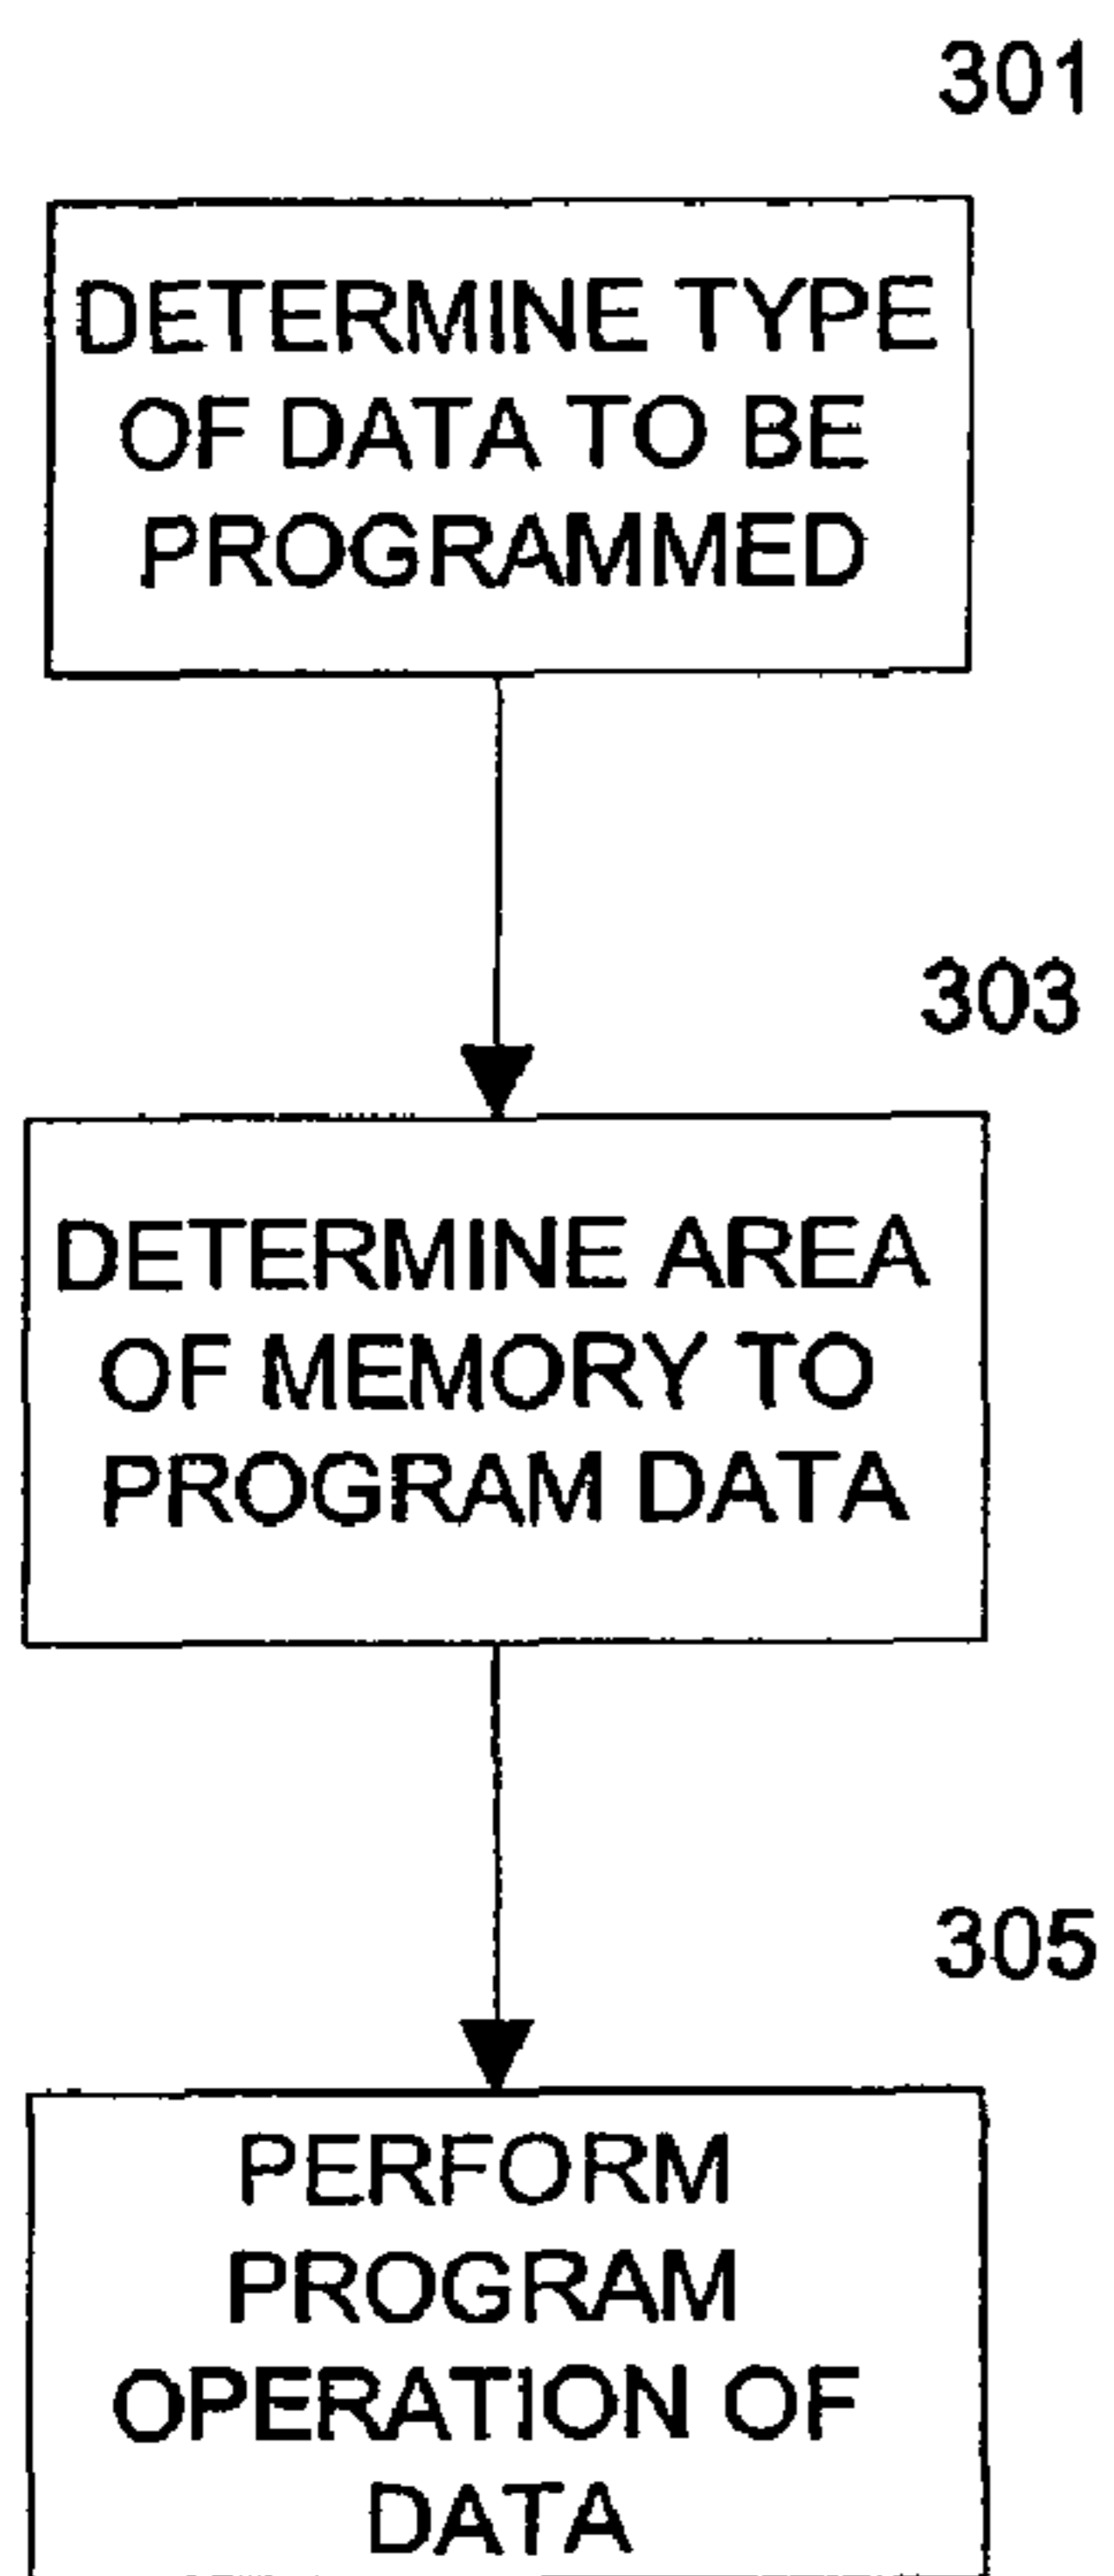 301
DETERMINE TYPE
OF DATA TO BE
PROGRAMMED
303
DETERMINE AREA
OF MEMORY TO
PROGRAM DATA
305
PERFORM
PROGRAM
OPERATION OF
DATA